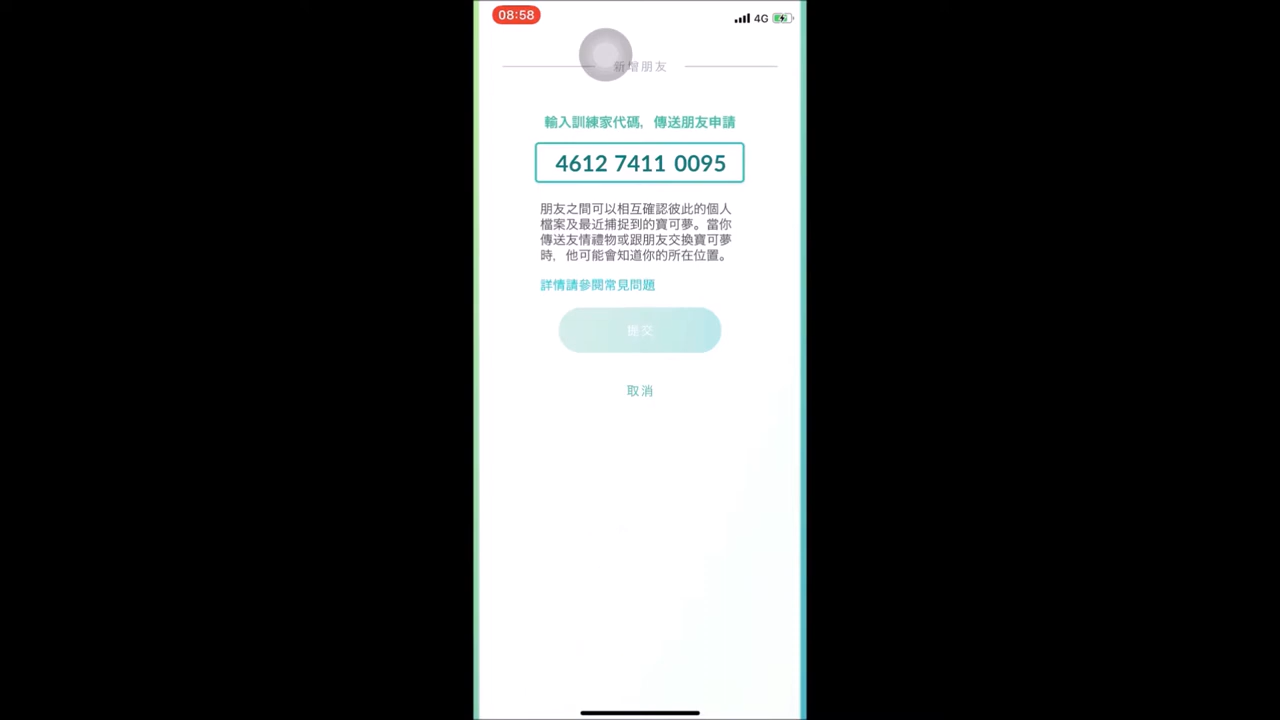 08:58
4G
新增朋友
輸入訓練家代碼，傳送朋友申請
4612 7411 0095
朋友之間可以相互確認彼此的個人
檔案及最近捕捉到的寶可夢。當你
傳送友情禮物或跟朋友交換寶可夢
時，他可能會知道你的所在位置。
詳情請參閱常見問題
提交
取消